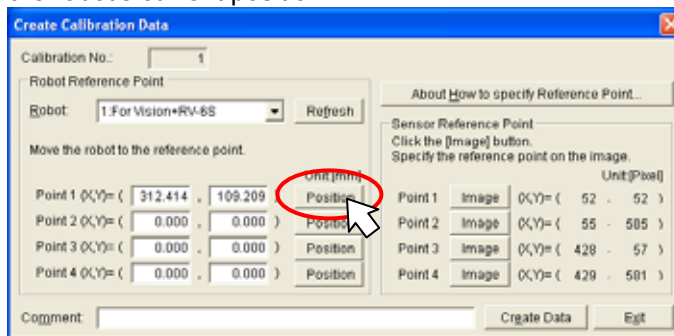 Create Calibration Data
Calibration No.: 1
Robot Reference Point
Robot: 1:For Vision+RV-6S Refresh
Move the robot to the reference point.
Unit:[mm]
Point 1 (X,Y)= ( 312.414 , 109.209 ) Position
Point 2 (X,Y)= ( 0.000 , 0.000 ) Position
Point 3 (X,Y)= ( 0.000 , 0.000 ) Position
Point 4 (X,Y)= ( 0.000 , 0.000 ) Position
About How to specify Reference Point...
Sensor Reference Point
Click the [Image] button.
Specify the reference point on the image.
Unit:[Pixel]
Point 1 Image (X,Y)= ( 52 , 52 )
Point 2 Image (X,Y)= ( 55 , 585 )
Point 3 Image (X,Y)= ( 428 , 57 )
Point 4 Image (X,Y)= ( 429 , 581 )
Comment:
Create Data Exit